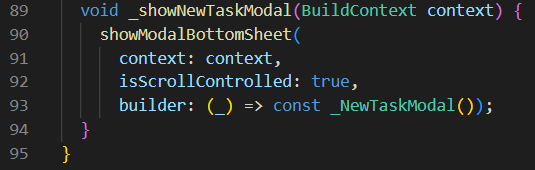 89 void _showNewTaskModal(BuildContext context) {
90 showModalBottomSheet(
91 context: context,
92 isScrollControlled: true,
93 builder: (_) => const _NewTaskModal());
94 }
95 }